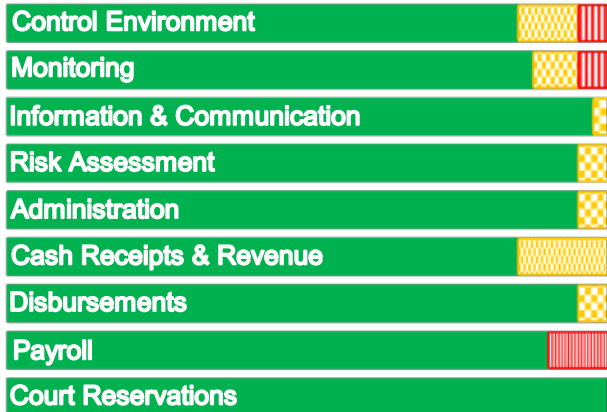 Control Environment
Monitoring
Information & Communication
Risk Assessment
Administration
Cash Receipts & Revenue
Disbursements
Payroll
Court Reservations